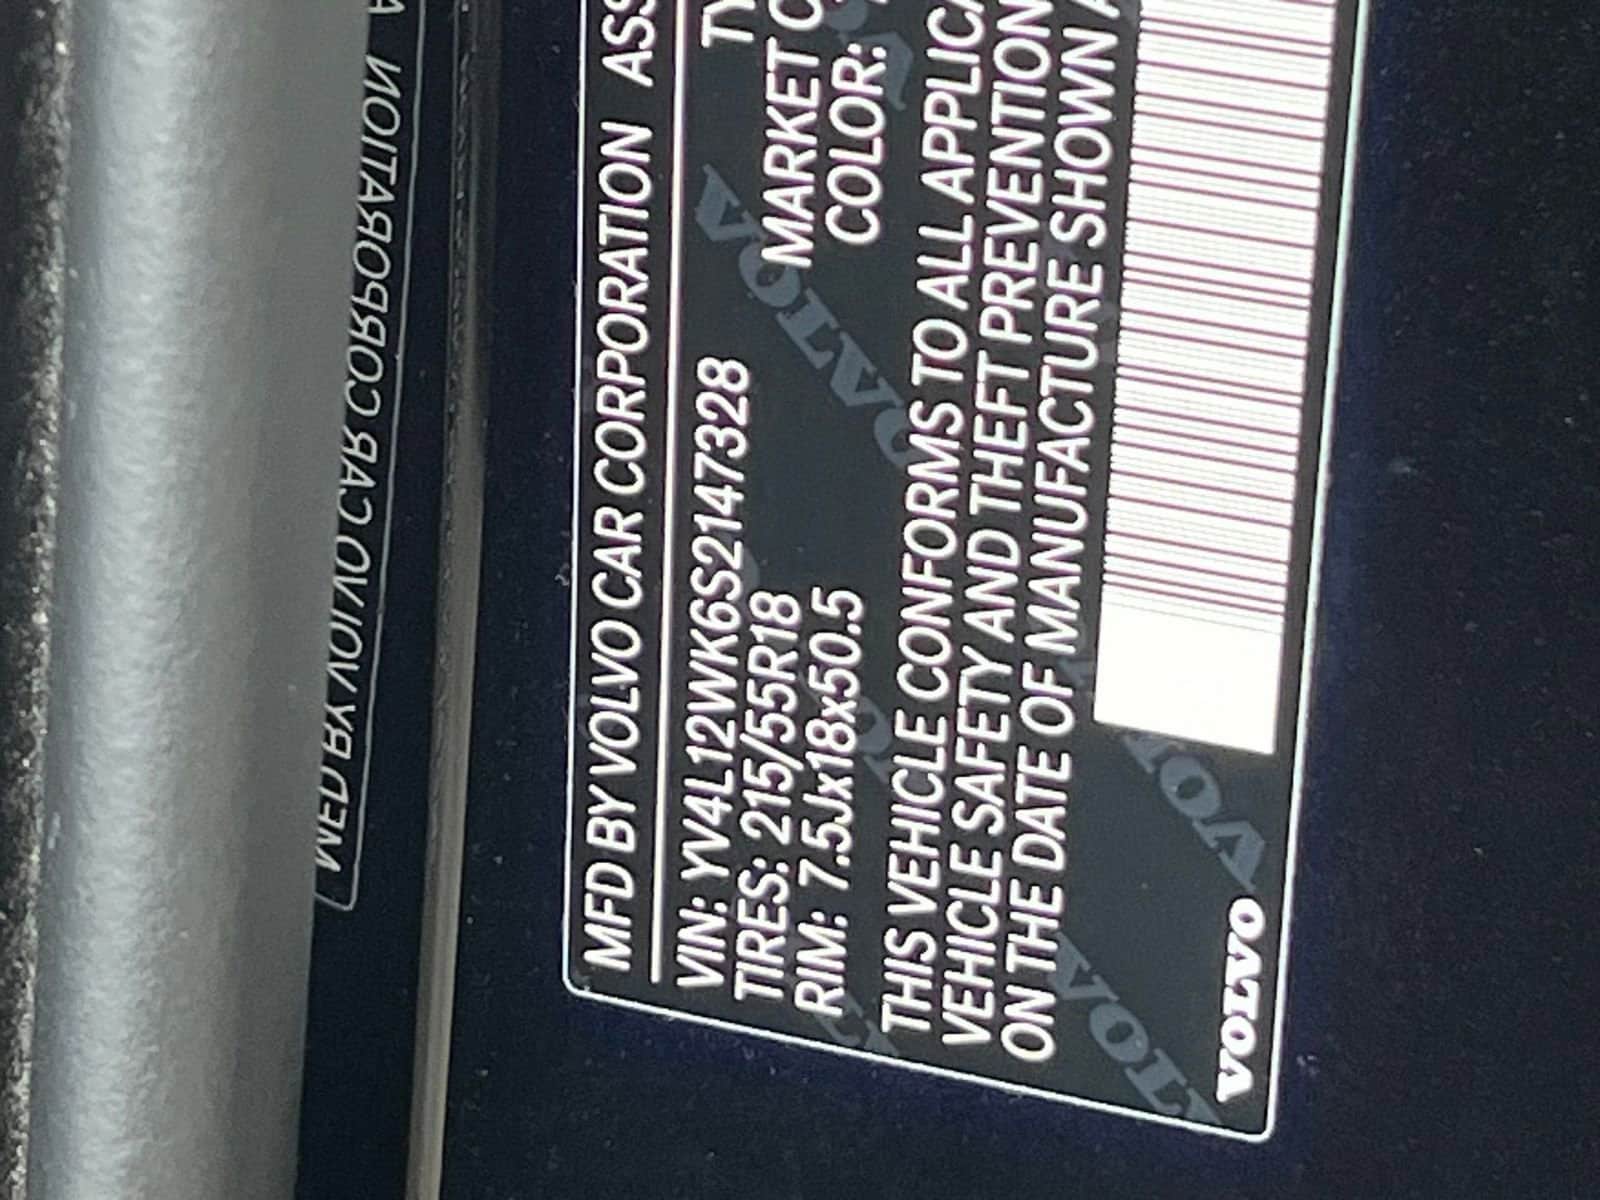 MFD BY VOLVO CAR CORPORATION ASS
VIN: YV4L12WK6S2147328 TY
TIRES: 215/55R18 MARKET C
RIM: 7.5Jx18x50.5 COLOR:
THIS VEHICLE CONFORMS TO ALL APPLICA
VEHICLE SAFETY AND THEFT PREVENTION
ON THE DATE OF MANUFACTURE SHOWN A
VOLVO
MFD BY VOLVO CAR CORPORATION A